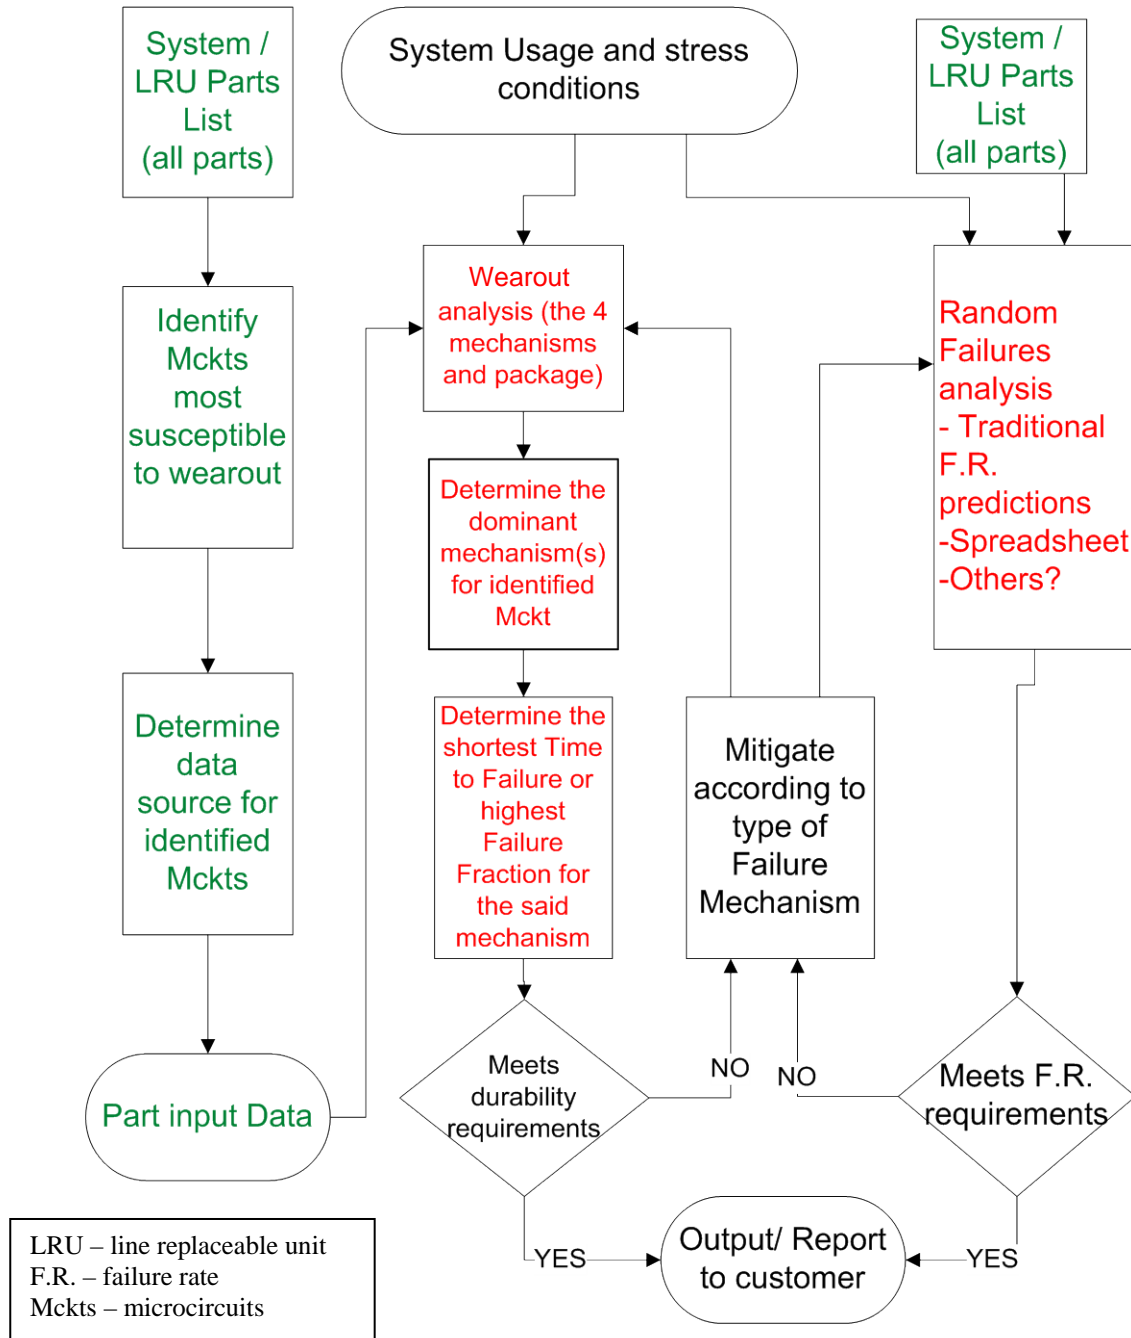 System /
LRU Parts
List
(all parts)
System Usage and stress
conditions
System /
LRU Parts
List
(all parts)
Identify
Mckts
most
susceptible
to wearout
Wearout
analysis (the 4
mechanisms
and package)
Random
Failures
analysis
- Traditional
F.R.
predictions
-Spreadsheet
-Others?
Determine the
dominant
mechanism(s)
for identified
Mckt
Determine
data
source for
identified
Mckts
Determine the
shortest Time
to Failure or
highest
Failure
Fraction for
the said
mechanism
Mitigate
according to
type of
Failure
Mechanism
Part input Data
Meets
durability
requirements
NO
NO
Meets F.R.
requirements
YES
Output/ Report
to customer
YES
LRU – line replaceable unit
F.R. – failure rate
Mckts – microcircuits